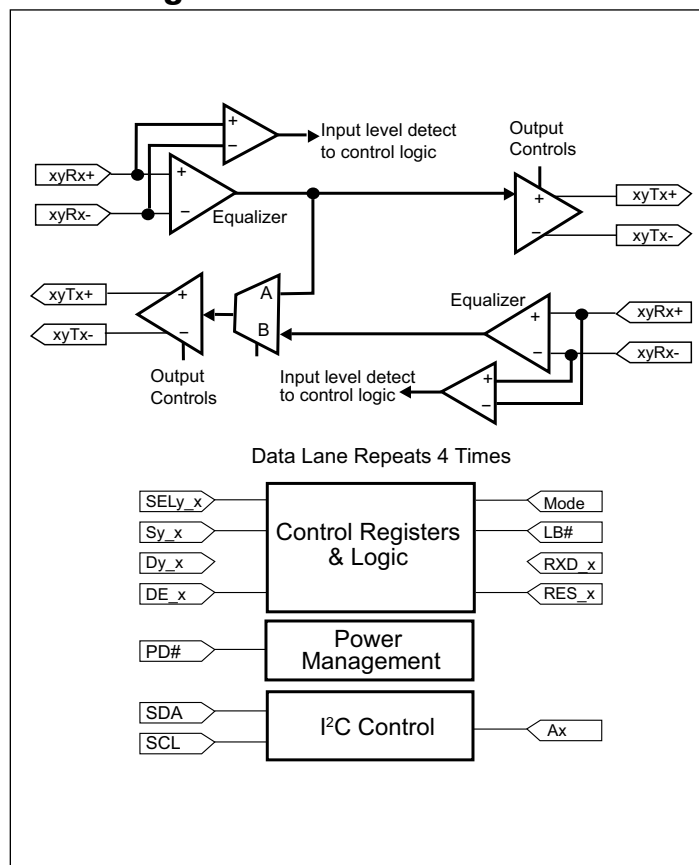 Input level detect
to control logic
Output
Controls
+
−
xyRx+
xyRx-
+
−
Equalizer
+
−
xyTx+
xyTx-
xyTx+
xyTx-
+
−
A
B
Output
Controls
Equalizer
+
−
xyRx+
xyRx-
Input level detect
to control logic
+
−
Data Lane Repeats 4 Times
SELy_x
Sy_x
Dy_x
DE_x
Control Registers
& Logic
Mode
LB#
RXD_x
RES_x
PD#
Power
Management
SDA
SCL
I²C Control
Ax